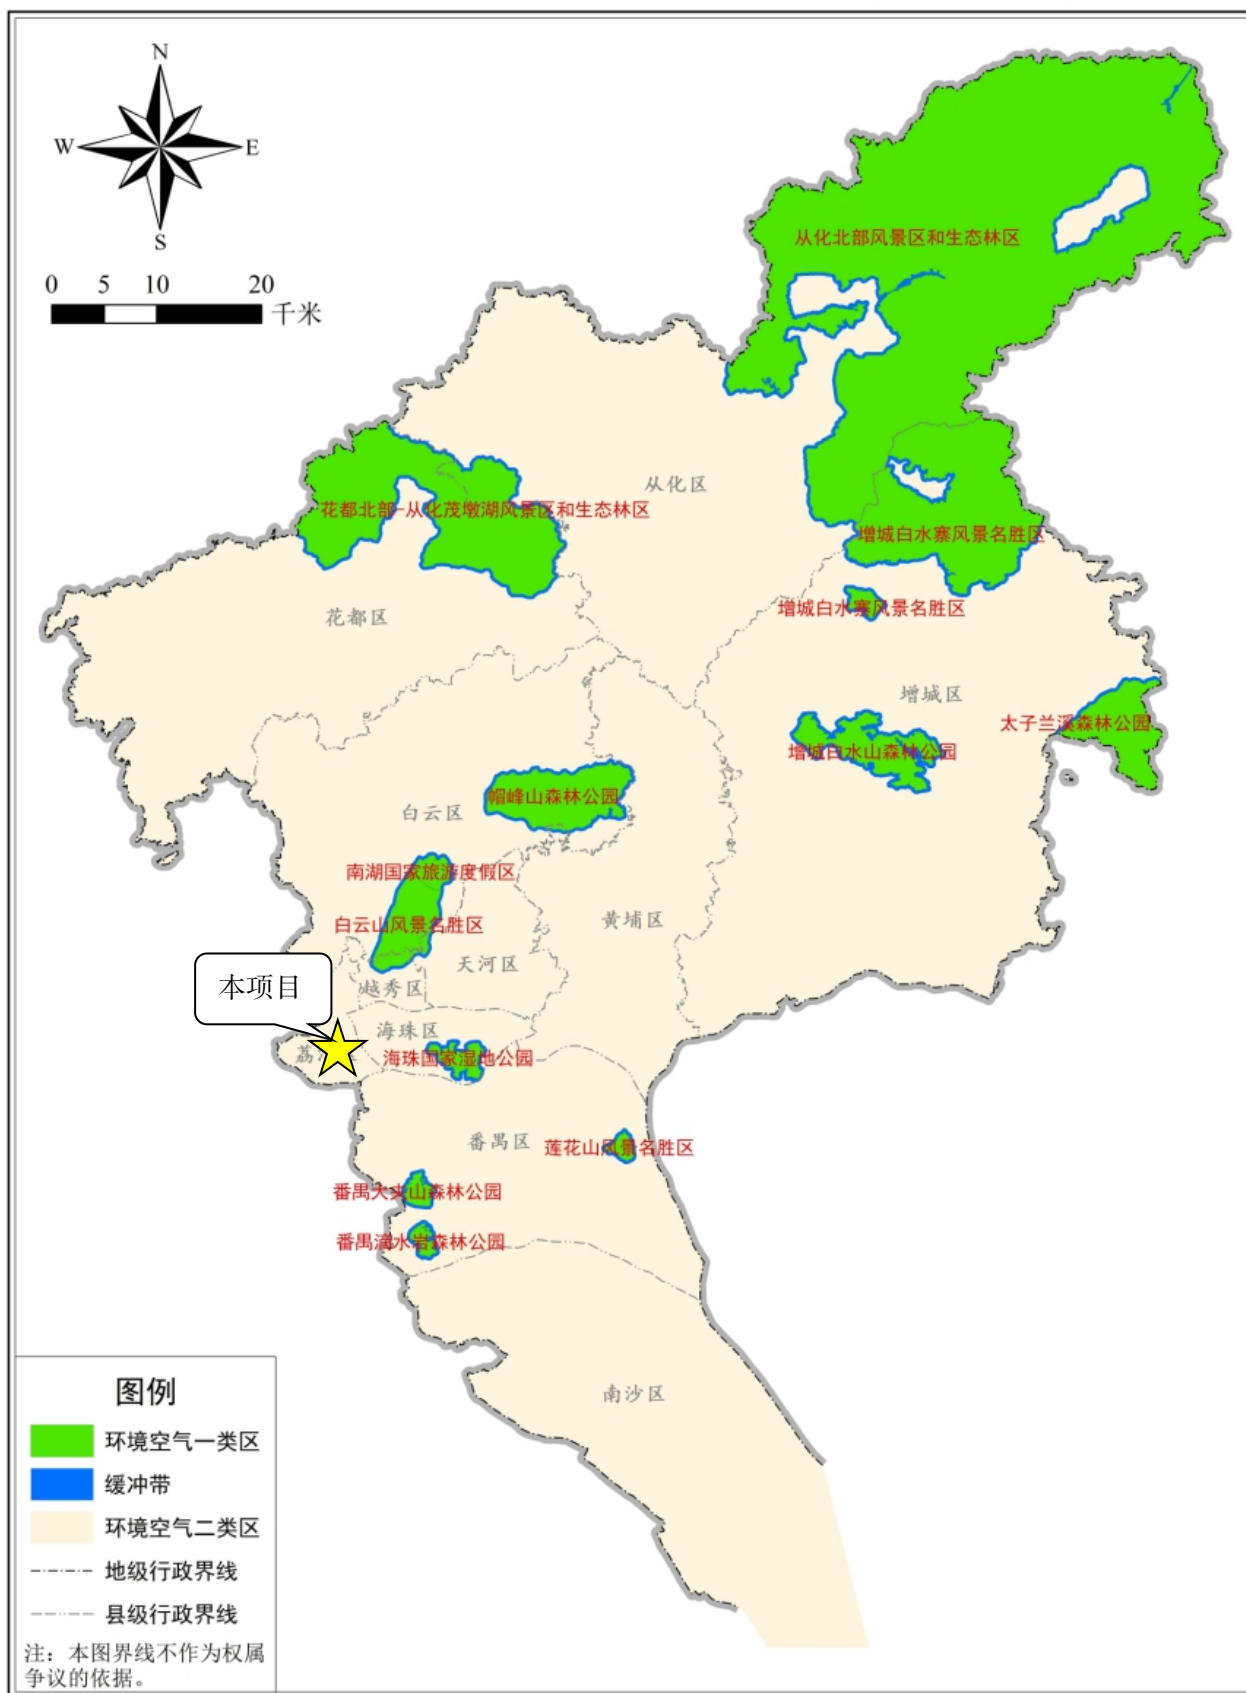 N
W E
S
0 5 10 20
千米
从化北部风景区和生态林区
从化区
花都北部-从化茂墩湖风景区和生态林区
增城白水寨风景名胜区
增城白水寨风景名胜区
花都区
增城区
太子兰溪森林公园
增城白水山森林公园
帽峰山森林公园
白云区
南湖国家旅游度假区
白云山风景名胜区
黄埔区
天河区
越秀区
本项目
海珠区
荔
海珠国家湿地公园
番禺区
莲花山风景名胜区
番禺大夫山森林公园
番禺滴水岩森林公园
南沙区
图例
环境空气一类区
缓冲带
环境空气二类区
地级行政界线
县级行政界线
注：本图界线不作为权属
争议的依据。